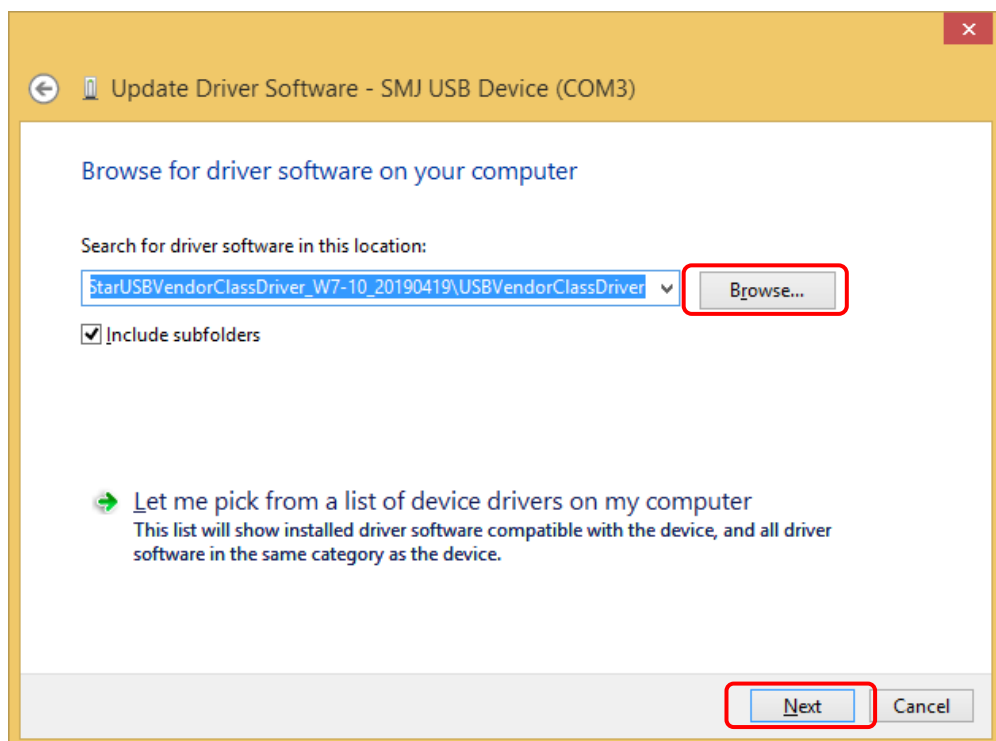 Update Driver Software - SMJ USB Device (COM3)
Browse for driver software on your computer
Search for driver software in this location:
StarUSBVendorClassDriver_W7-10_20190419\USBVendorClassDriver
Browse...
Include subfolders
Let me pick from a list of device drivers on my computer
This list will show installed driver software compatible with the device, and all driver
software in the same category as the device.
Next
Cancel